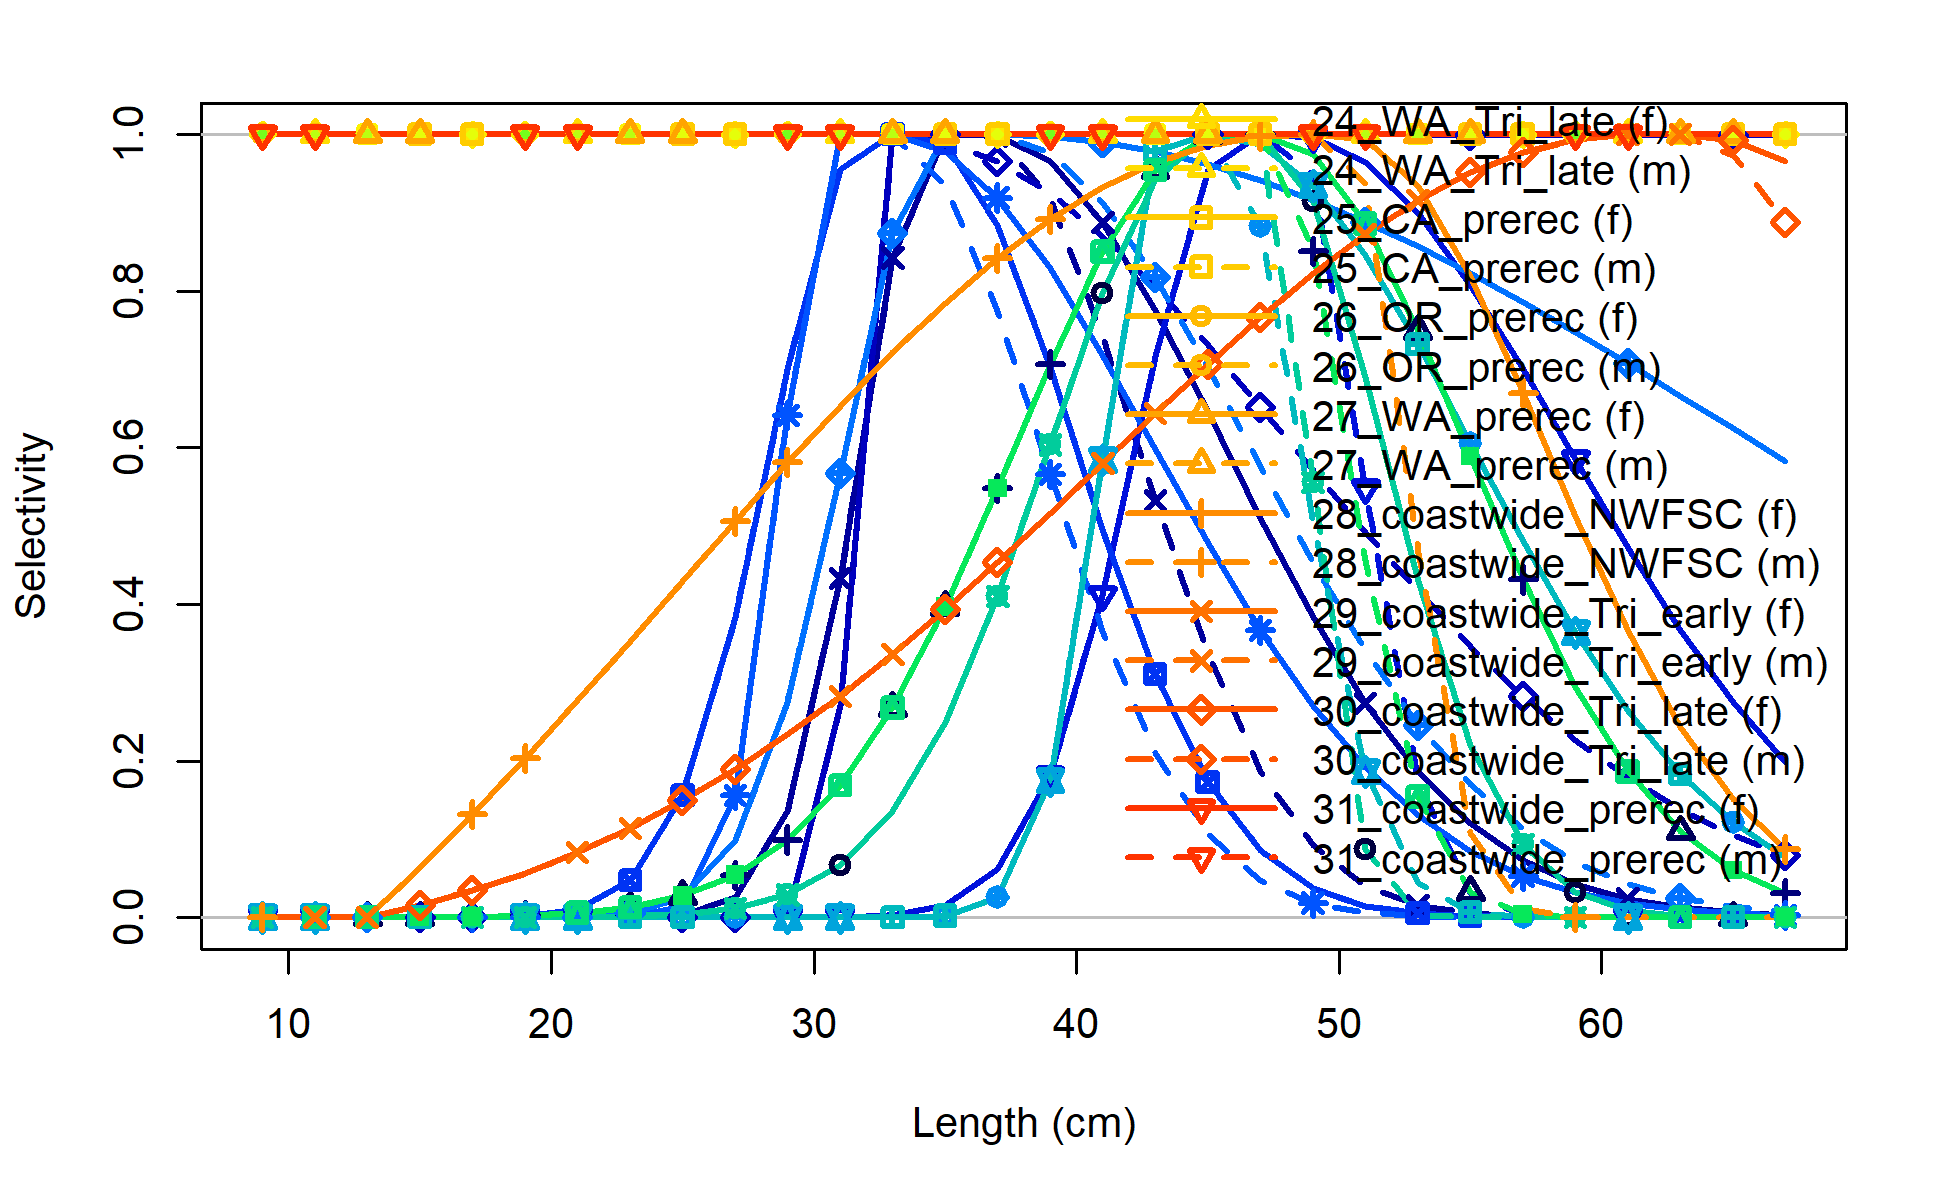 1.0
0.8
0.6
0.4
0.2
0.0
Selectivity
24_WA_Tri_late (f)
24_WA_Tri_late (m)
25_CA_prerec (f)
25_CA_prerec (m)
26_OR_prerec (f)
26_OR_prerec (m)
27_WA_prerec (f)
27_WA_prerec (m)
28_coastwide_NWFSC (f)
28_coastwide_NWFSC (m)
29_coastwide_Tri_early (f)
29_coastwide_Tri_early (m)
30_coastwide_Tri_late (f)
30_coastwide_Tri_late (m)
31_coastwide_prerec (f)
31_coastwide_prerec (m)
10 20 30 40 50 60
Length (cm)